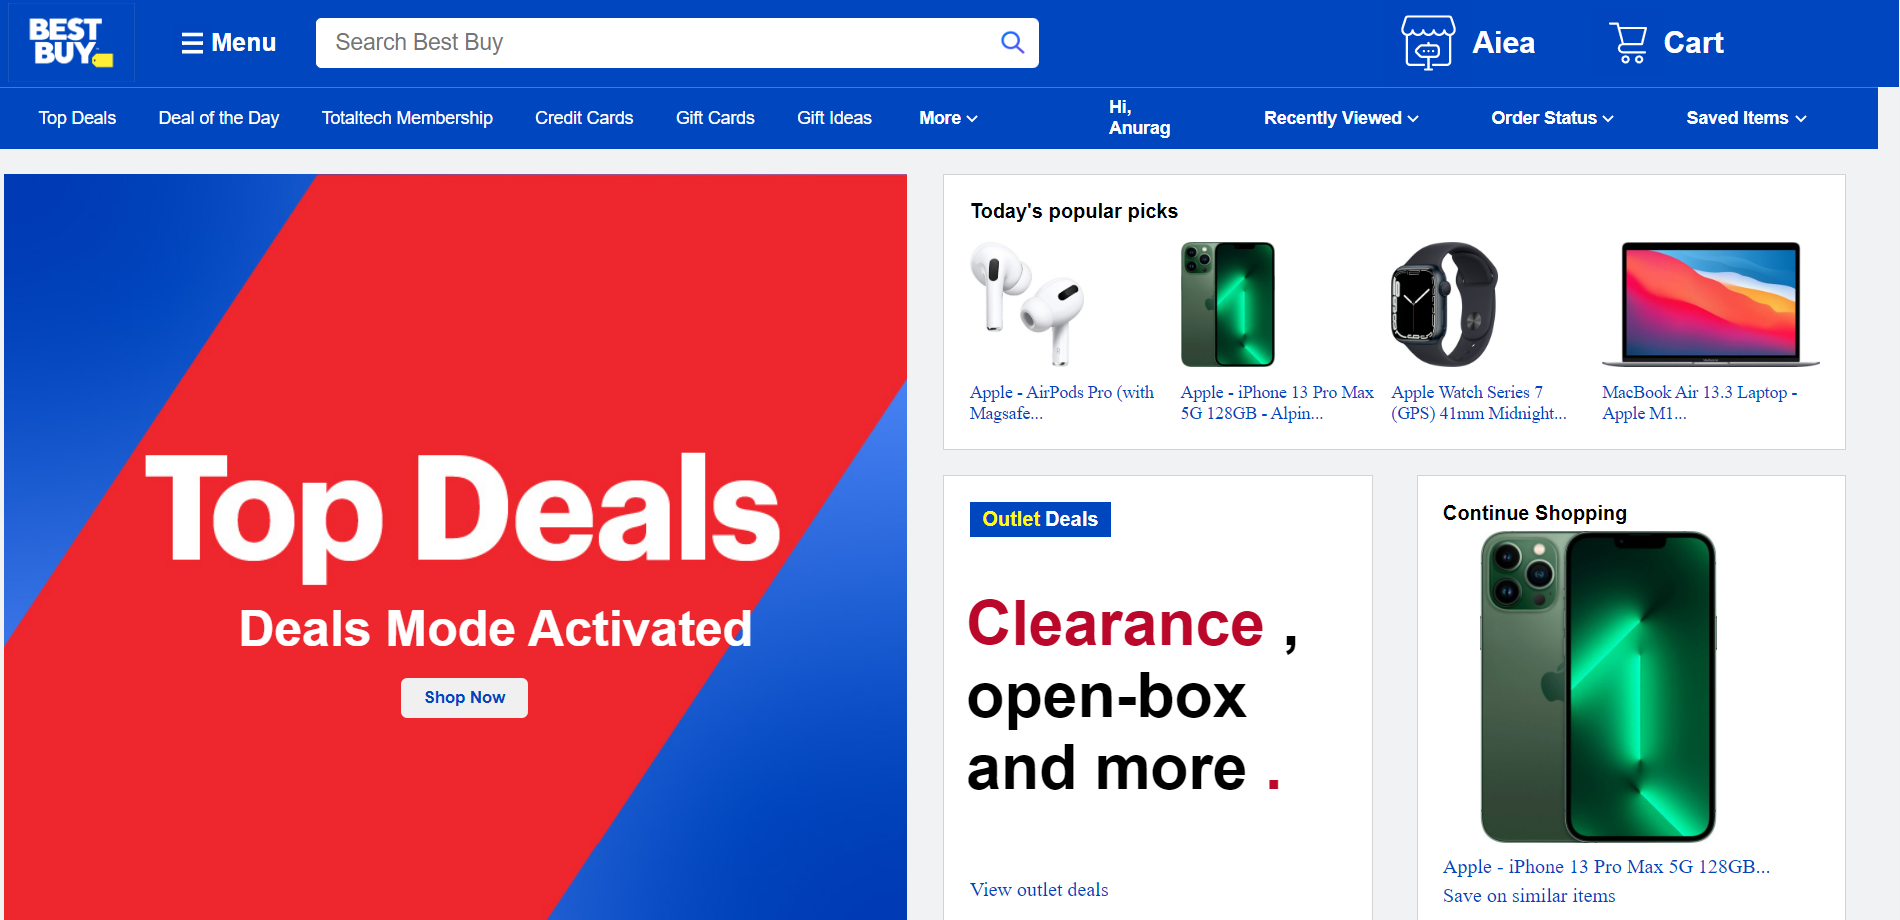 BEST
BUY
Menu
Search Best Buy
Aiea
Cart
Top Deals
Deal of the Day
Totaltech Membership
Credit Cards
Gift Cards
Gift Ideas
More
Hi,
Anurag
Recently Viewed
Order Status
Saved Items
Top Deals
Deals Mode Activated
Shop Now
Today's popular picks
Apple - AirPods Pro (with
Magsafe...
Apple - iPhone 13 Pro Max
5G 128GB - Alpin...
Apple Watch Series 7
(GPS) 41mm Midnight...
MacBook Air 13.3 Laptop -
Apple M1...
Outlet Deals
Clearance ,
open-box
and more .
View outlet deals
Continue Shopping
Apple - iPhone 13 Pro Max 5G 128GB...
Save on similar items